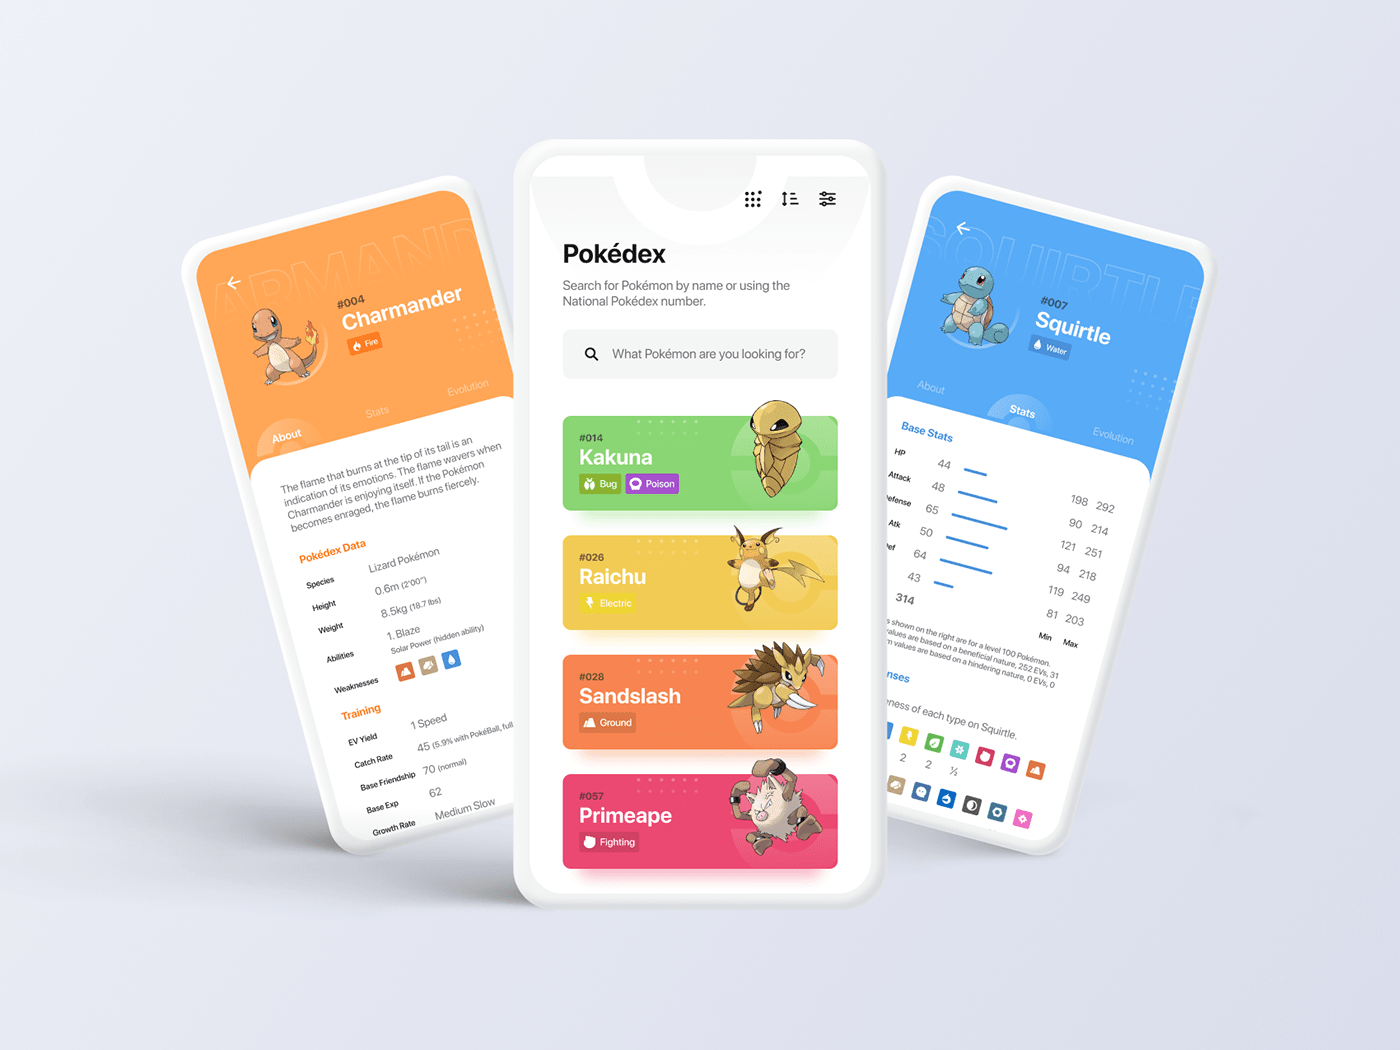 ARMAND
#004
Charmander
Fire
About
Stats
Evolution
The flame that burns at the tip of its tail is an
indication of its emotions. The flame wavers when
Charmander is enjoying itself. If the Pokémon
becomes enraged, the flame burns fiercely.
Pokédex Data
Species Lizard Pokémon
Height 0.6m (2'00")
Weight 8.5kg (18.7 lbs)
Abilities 1. Blaze
Solar Power (hidden ability)
Weaknesses
Training
EV Yield 1 Speed
Catch Rate 45 (5.9% with PokéBall, full
Base Friendship 70 (normal)
Base Exp 62
Growth Rate Medium Slow
Pokédex
Search for Pokémon by name or using the
National Pokédex number.
What Pokémon are you looking for?
#014
Kakuna
Bug Poison
#026
Raichu
Electric
#028
Sandslash
Ground
#057
Primeape
Fighting
SQUIRTLE
#007
Squirtle
Water
About
Stats
Evolution
Base Stats
HP 44 198 292
Attack 48 90 214
efense 65 121 251
Atk 50 94 218
ef 64 119 249
43 81 203
314 Min Max
s shown on the right are for a level 100 Pokémon.
values are based on a beneficial nature, 252 EVs, 31
m values are based on a hindering nature, 0 EVs, 0
nses
eness of each type on Squirtle.
2 2 ½